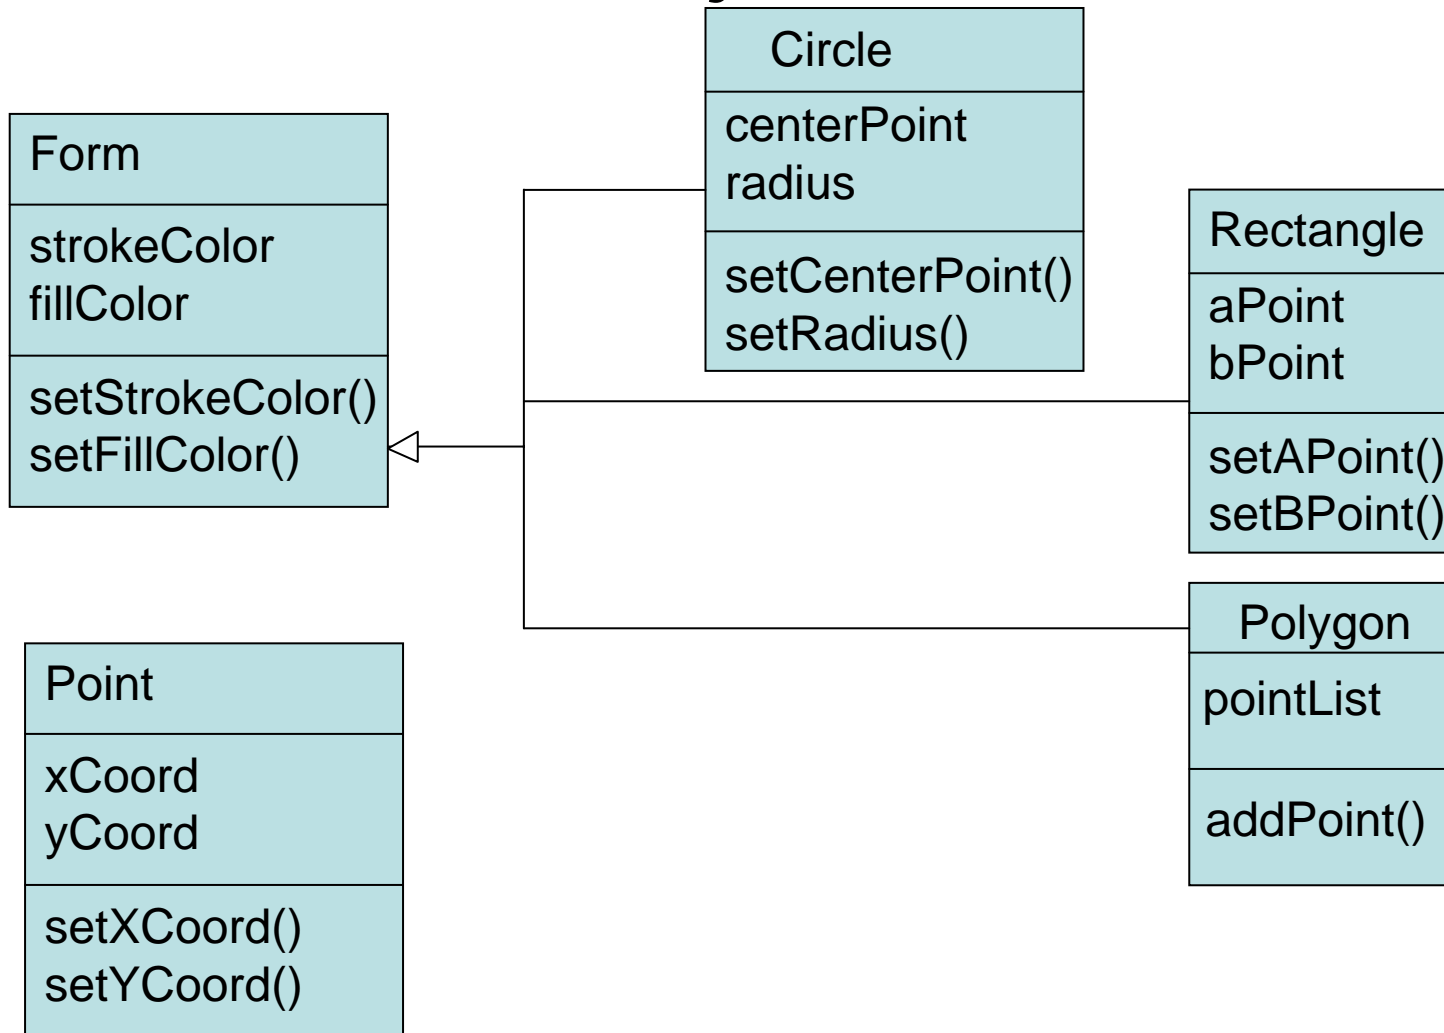 Circle
centerPoint
radius
setCenterPoint()
setRadius()
Form
strokeColor
fillColor
setStrokeColor()
setFillColor()
Rectangle
aPoint
bPoint
setAPoint()
setBPoint()
Polygon
pointList
addPoint()
Point
xCoord
yCoord
setXCoord()
setYCoord()